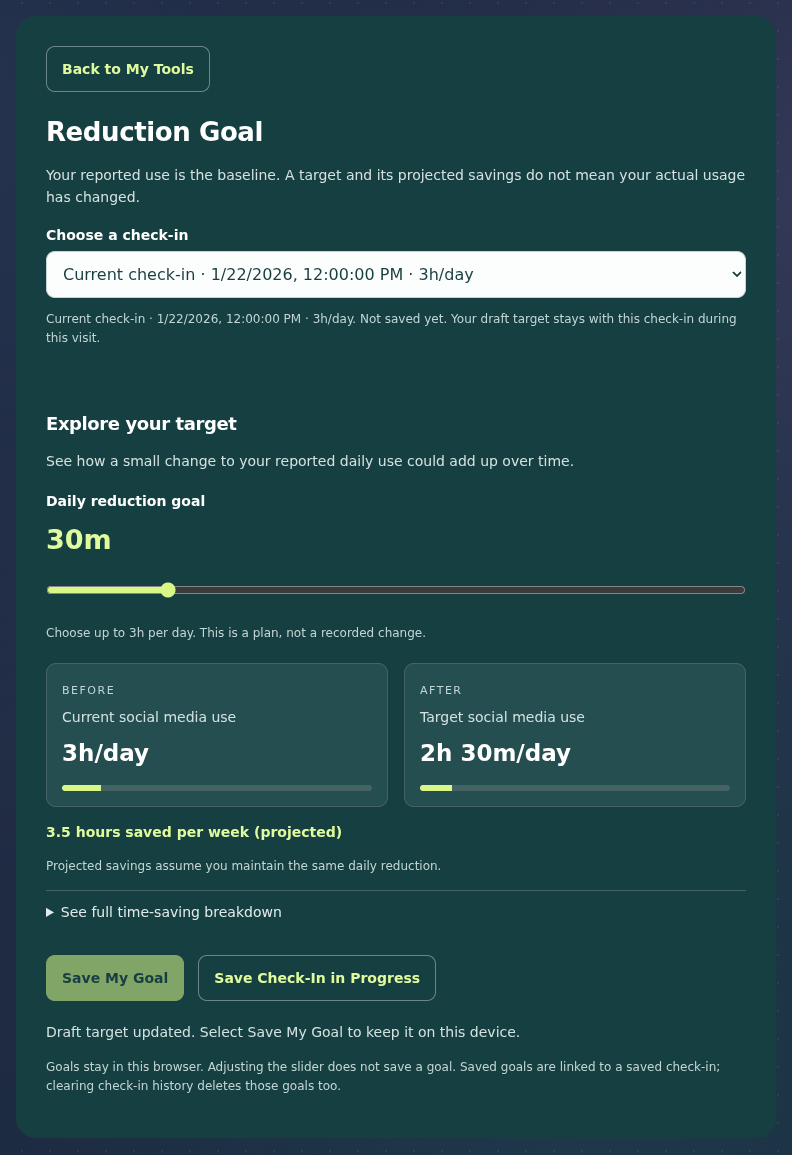 Back to My Tools
Reduction Goal
Your reported use is the baseline. A target and its projected savings do not mean your actual usage
has changed.
Choose a check-in
Current check-in · 1/22/2026, 12:00:00 PM · 3h/day
Current check-in · 1/22/2026, 12:00:00 PM · 3h/day. Not saved yet. Your draft target stays with this check-in during
this visit.
Explore your target
See how a small change to your reported daily use could add up over time.
Daily reduction goal
30m
Choose up to 3h per day. This is a plan, not a recorded change.
BEFORE
Current social media use
3h/day
AFTER
Target social media use
2h 30m/day
3.5 hours saved per week (projected)
Projected savings assume you maintain the same daily reduction.
See full time-saving breakdown
Save My Goal
Save Check-In in Progress
Draft target updated. Select Save My Goal to keep it on this device.
Goals stay in this browser. Adjusting the slider does not save a goal. Saved goals are linked to a saved check-in;
clearing check-in history deletes those goals too.